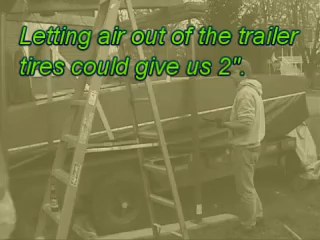 Letting air out of the trailer
tires could give us 2".